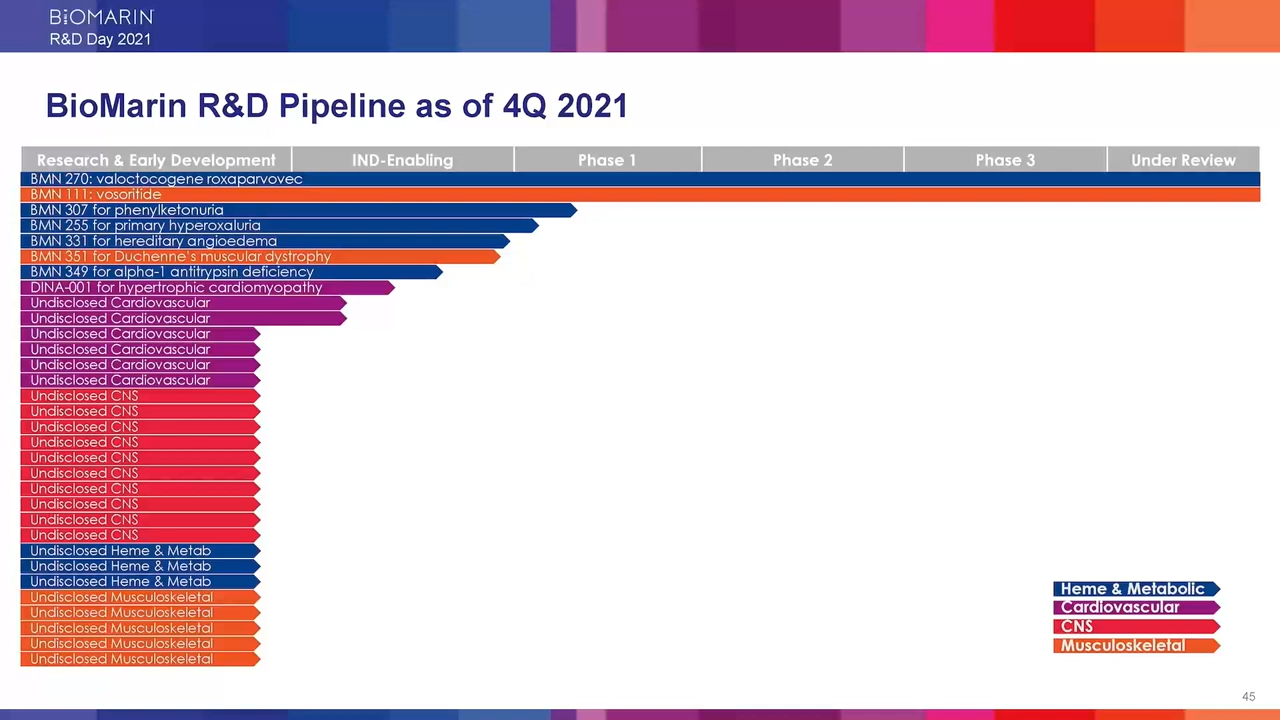 BIOMARIN
R&D Day 2021
BioMarin R&D Pipeline as of 4Q 2021
Research & Early Development IND-Enabling Phase 1 Phase 2 Phase 3 Under Review
BMN 270: valoctocogene roxaparvovec
BMN 111: vosoritide
BMN 307 for phenylketonuria
BMN 255 for primary hyperoxaluria
BMN 331 for hereditary angioedema
BMN 351 for Duchenne's muscular dystrophy
BMN 349 for alpha-1 antitrypsin deficiency
DINA-001 for hypertrophic cardiomyopathy
Undisclosed Cardiovascular
Undisclosed Cardiovascular
Undisclosed Cardiovascular
Undisclosed Cardiovascular
Undisclosed Cardiovascular
Undisclosed Cardiovascular
Undisclosed CNS
Undisclosed CNS
Undisclosed CNS
Undisclosed CNS
Undisclosed CNS
Undisclosed CNS
Undisclosed CNS
Undisclosed CNS
Undisclosed CNS
Undisclosed CNS
Undisclosed Heme & Metab
Undisclosed Heme & Metab
Undisclosed Heme & Metab
Undisclosed Musculoskeletal
Undisclosed Musculoskeletal
Undisclosed Musculoskeletal
Undisclosed Musculoskeletal
Undisclosed Musculoskeletal
Heme & Metabolic
Cardiovascular
CNS
Musculoskeletal
45